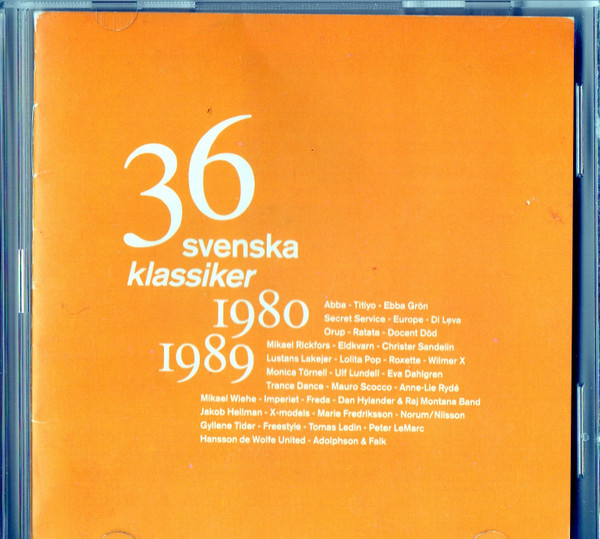 36
svenska
klassiker
1980
1989
Abba - Titiyo - Ebba Grön
Secret Service - Europe - Di Leva
Orup - Ratata - Docent Död
Mikael Rickfors - Eldkvarn - Christer Sandelin
Lustans Lakejer - Lolita Pop - Roxette - Wilmer X
Monica Törnell - Ulf Lundell - Eva Dahlgren
Trance Dance - Mauro Scocco - Anne-Lie Rydé
Mikael Wiehe - Imperiet - Freda - Dan Hylander & Raj Montana Band
Jakob Hellman - X-models - Marie Fredriksson - Norum/Nilsson
Gyllene Tider - Freestyle - Tomas Ledin - Peter LeMarc
Hansson de Wolfe United - Adolphson & Falk